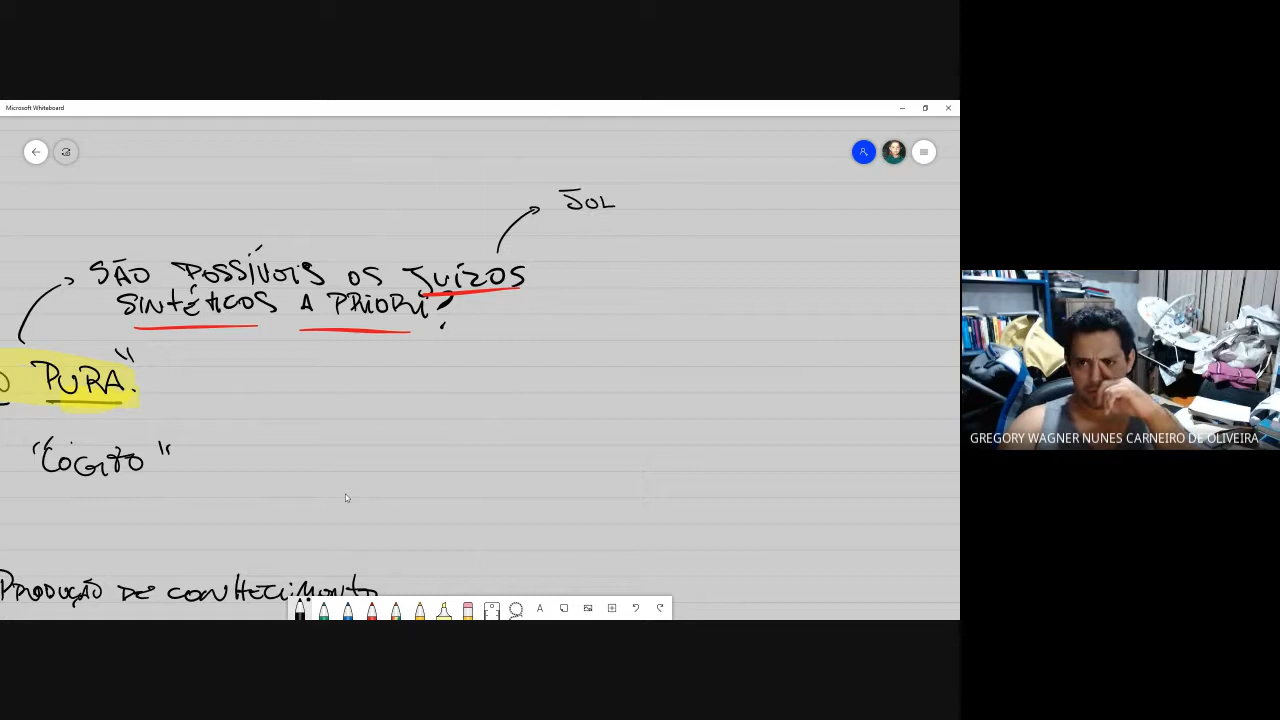 Microsoft Whiteboard
JOL
SÃO POSSÍVEIS OS JUÍZOS
SINTÉTICOS A PRIORI?
PURA."
"COGITO"
PRODUÇÃO DE CONHECIMENTO
GREGORY WAGNER NUNES CARNEIRO DE OLIVEIRA